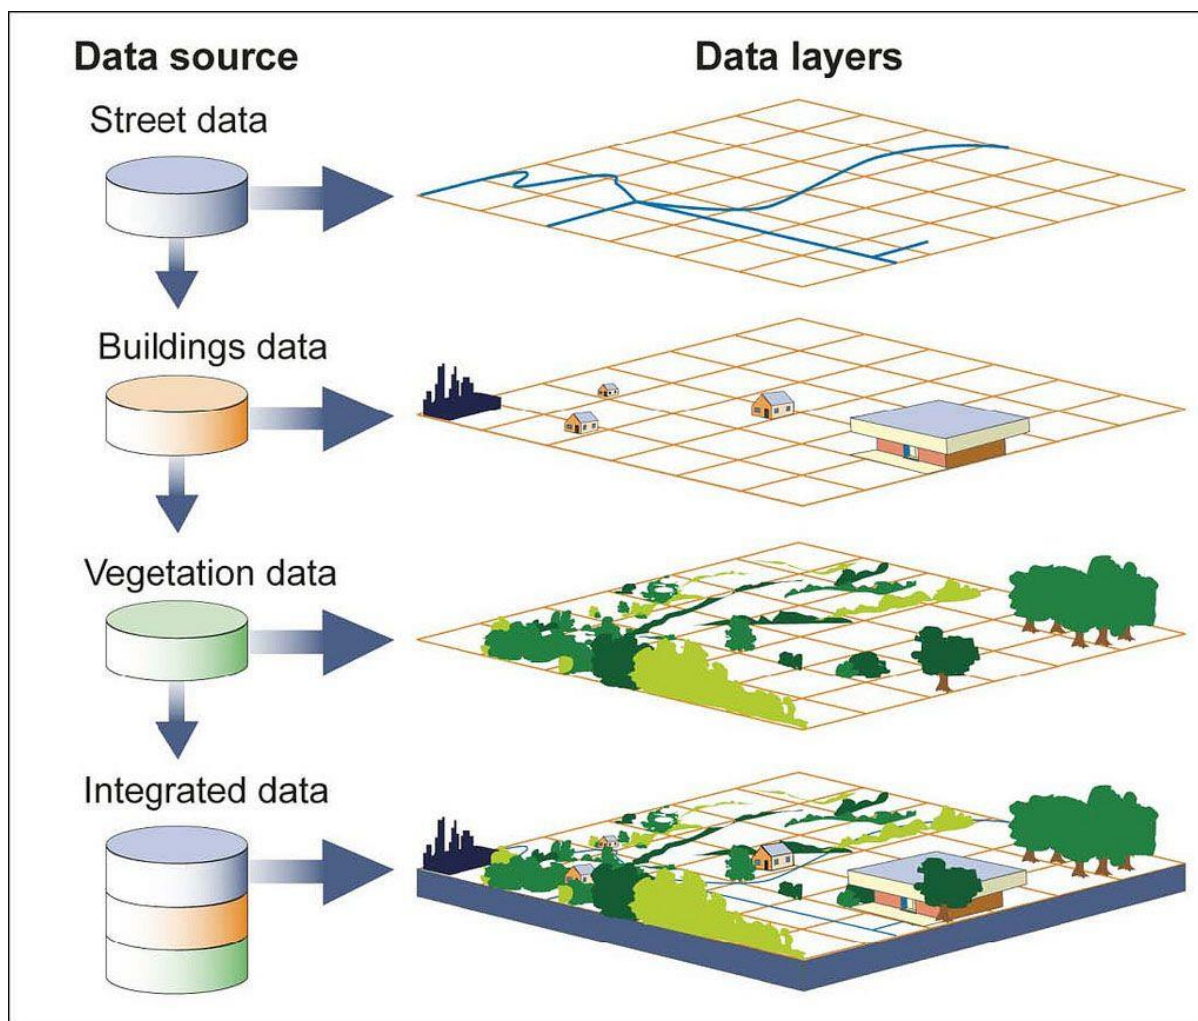 Data source
Data layers
Street data
Buildings data
Vegetation data
Integrated data